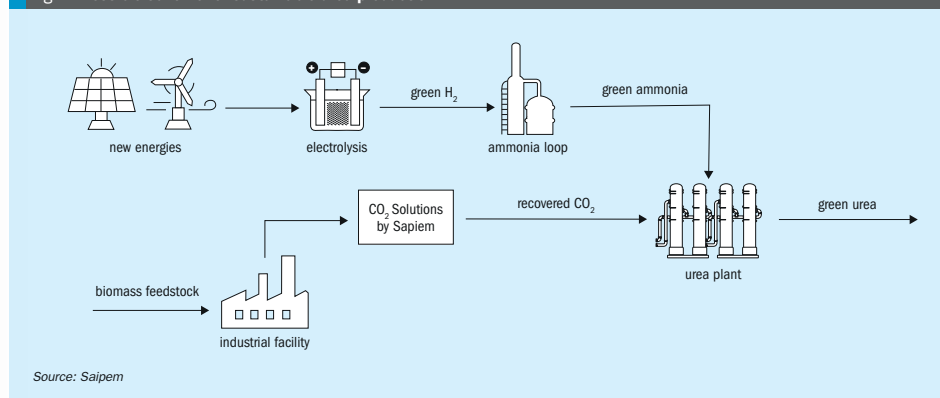 green H2
green ammonia
new energies
electrolysis
ammonia loop
CO2 Solutions
by Sapiem
recovered CO2
green urea
biomass feedstock
urea plant
industrial facility
Source: Saipem